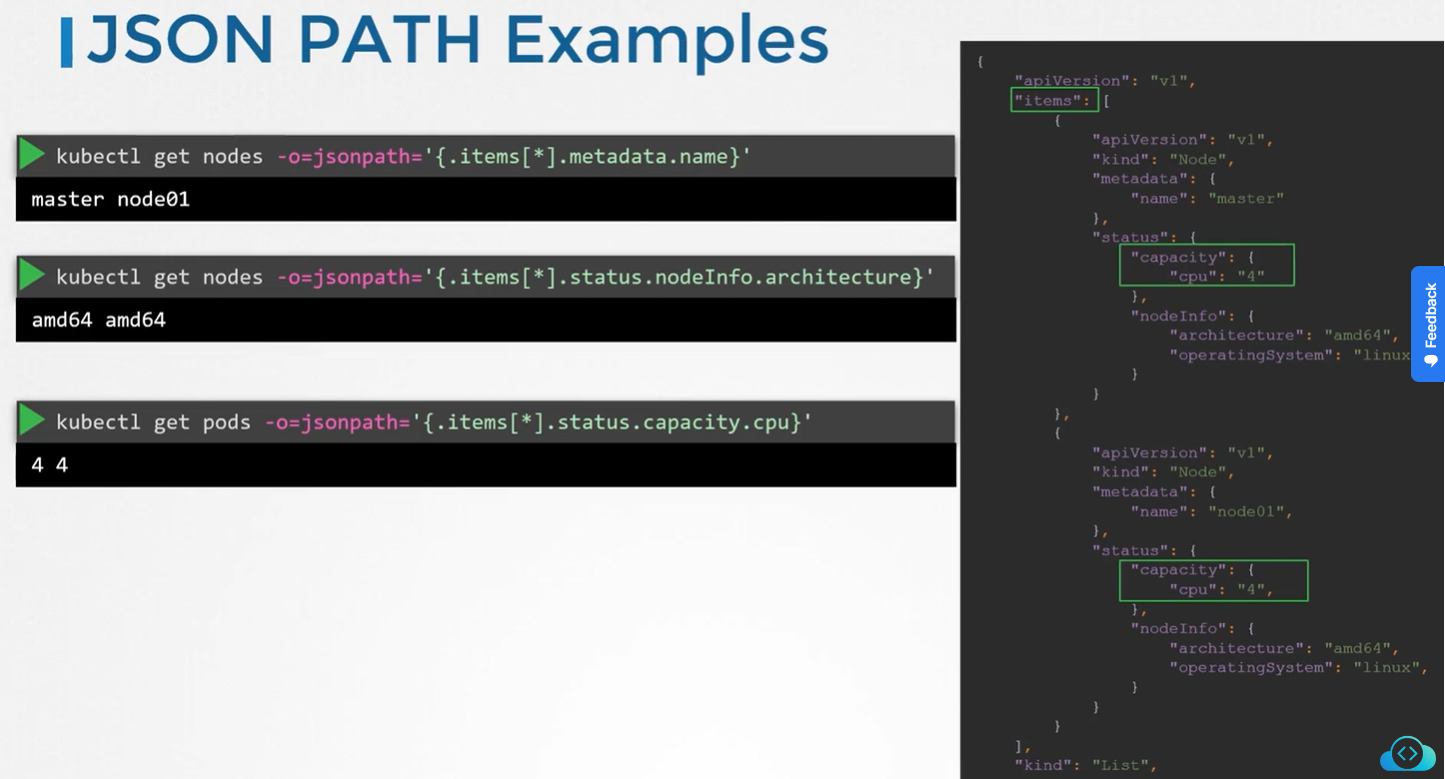 JSON PATH Examples
kubectl get nodes -o=jsonpath='{.items[*].metadata.name}'
master node01
kubectl get nodes -o=jsonpath='{.items[*].status.nodeInfo.architecture}'
amd64 amd64
kubectl get pods -o=jsonpath='{.items[*].status.capacity.cpu}'
4 4
{
"apiVersion": "v1",
"items": [
{
"apiVersion": "v1",
"kind": "Node",
"metadata": {
"name": "master"
},
"status": {
"capacity": {
"cpu": "4"
},
"nodeInfo": {
"architecture": "amd64",
"operatingSystem": "linux
}
}
},
{
"apiVersion": "v1",
"kind": "Node",
"metadata": {
"name": "node01",
},
"status": {
"capacity": {
"cpu": "4",
},
"nodeInfo": {
"architecture": "amd64",
"operatingSystem": "linux",
}
}
}
],
"kind": "List",
Feedback